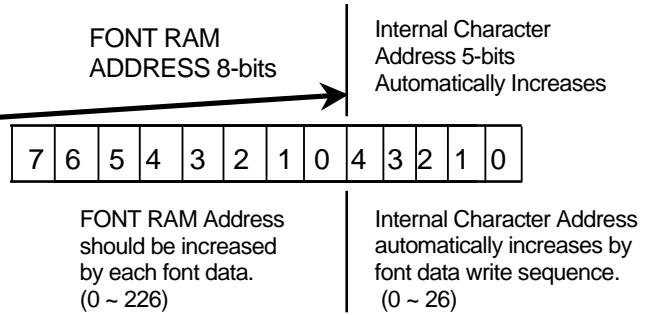 FONT RAM
ADDRESS 8-bits
Internal Character
Address 5-bits
Automatically Increases
7 6 5 4 3 2 1 0 4 3 2 1 0
FONT RAM Address
should be increased
by each font data.
(0 ~ 226)
Internal Character Address
automatically increases by
font data write sequence.
(0 ~ 26)